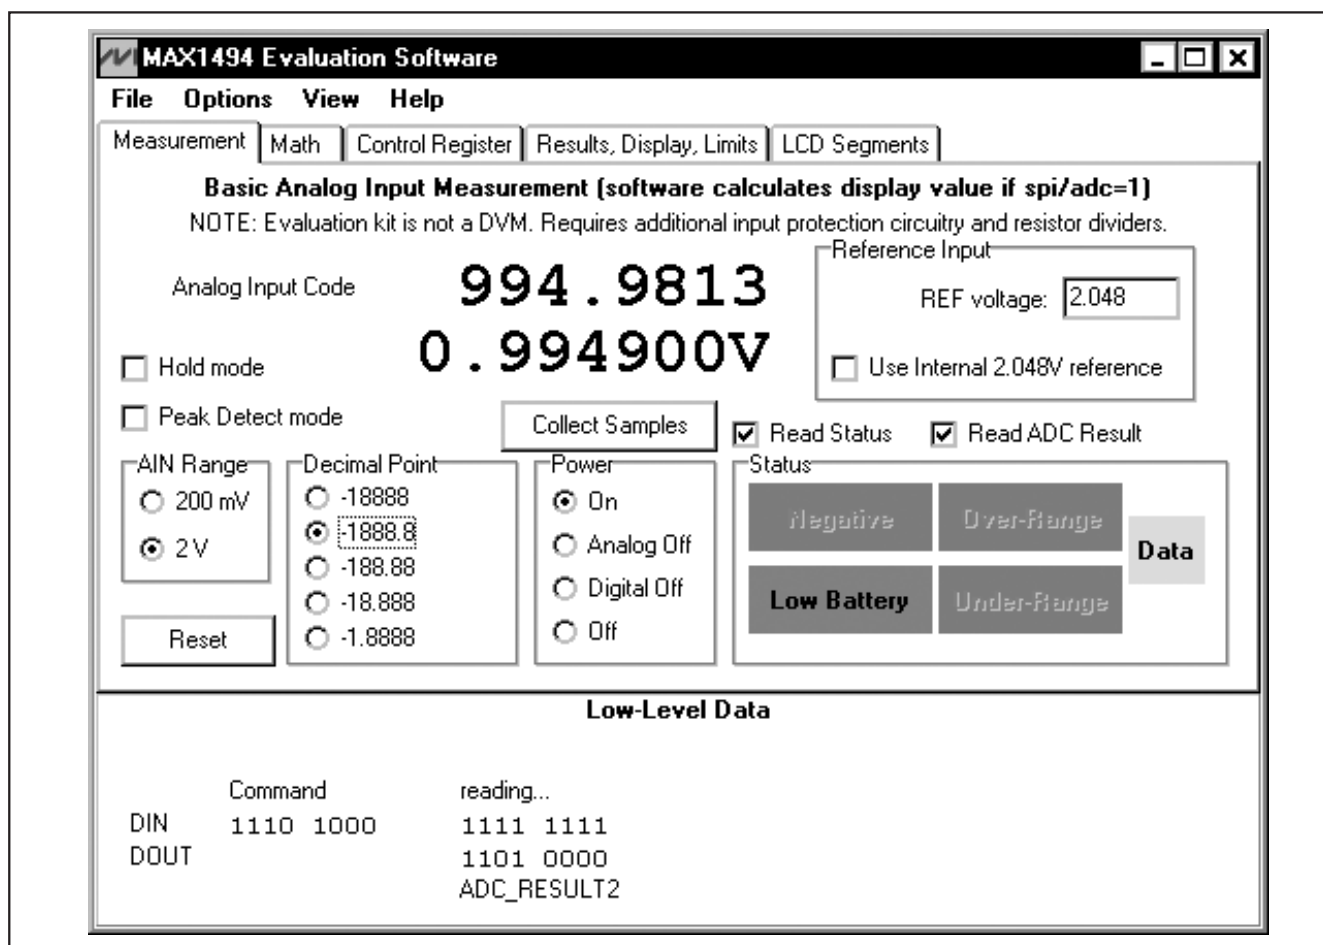 MAX1494 Evaluation Software
File Options View Help
Measurement Math Control Register Results, Display, Limits LCD Segments
Basic Analog Input Measurement (software calculates display value if spi/adc=1)
NOTE: Evaluation kit is not a DVM. Requires additional input protection circuitry and resistor dividers.
Analog Input Code 994.9813
0.994900V
Reference Input
REF voltage: 2.048
Use Internal 2.048V reference
Hold mode
Peak Detect mode
Collect Samples
Read Status Read ADC Result
AIN Range
200 mV
2 V
Reset
Decimal Point
-18888
-1888.8
-188.88
-18.888
-1.8888
Power
On
Analog Off
Digital Off
Off
Status
Negative Over-Range
Low Battery Under-Range
Data
Low-Level Data
Command reading...
DIN 1110 1000 1111 1111
DOUT 1101 0000
ADC_RESULT2